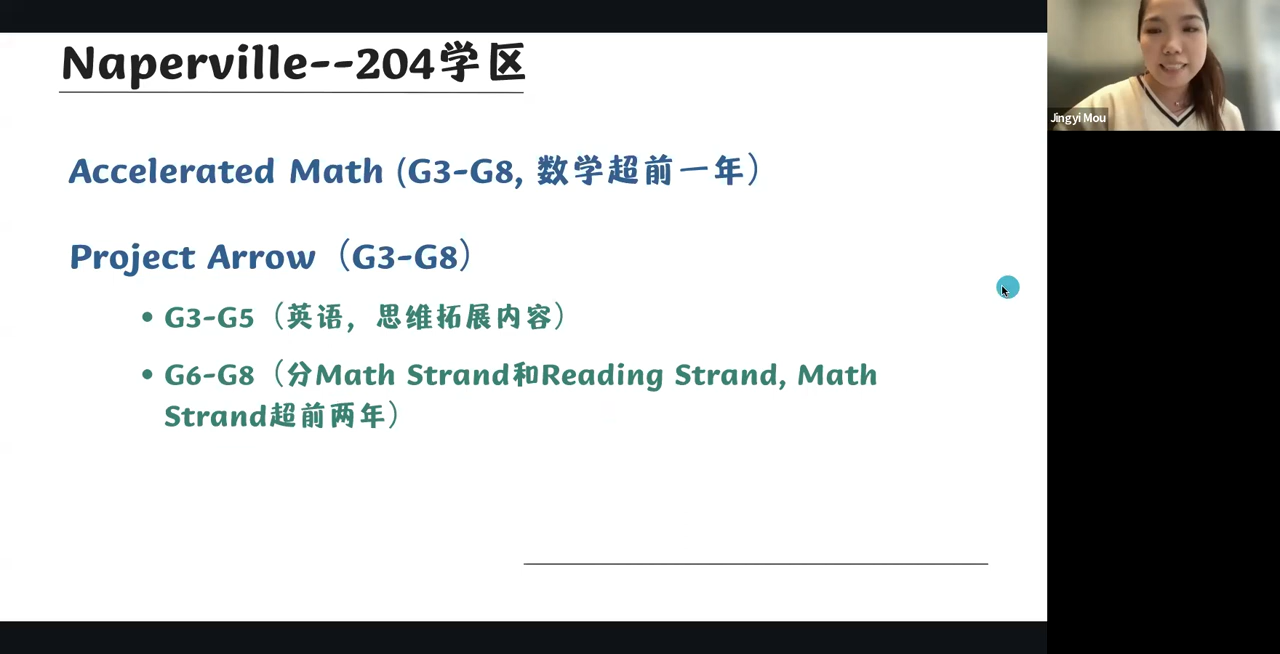 Naperville--204学区
Accelerated Math (G3-G8, 数学超前一年）
Project Arrow（G3-G8）
• G3-G5（英语，思维拓展内容）
• G6-G8（分Math Strand和Reading Strand, Math
Strand超前两年）
Jingyi Mou